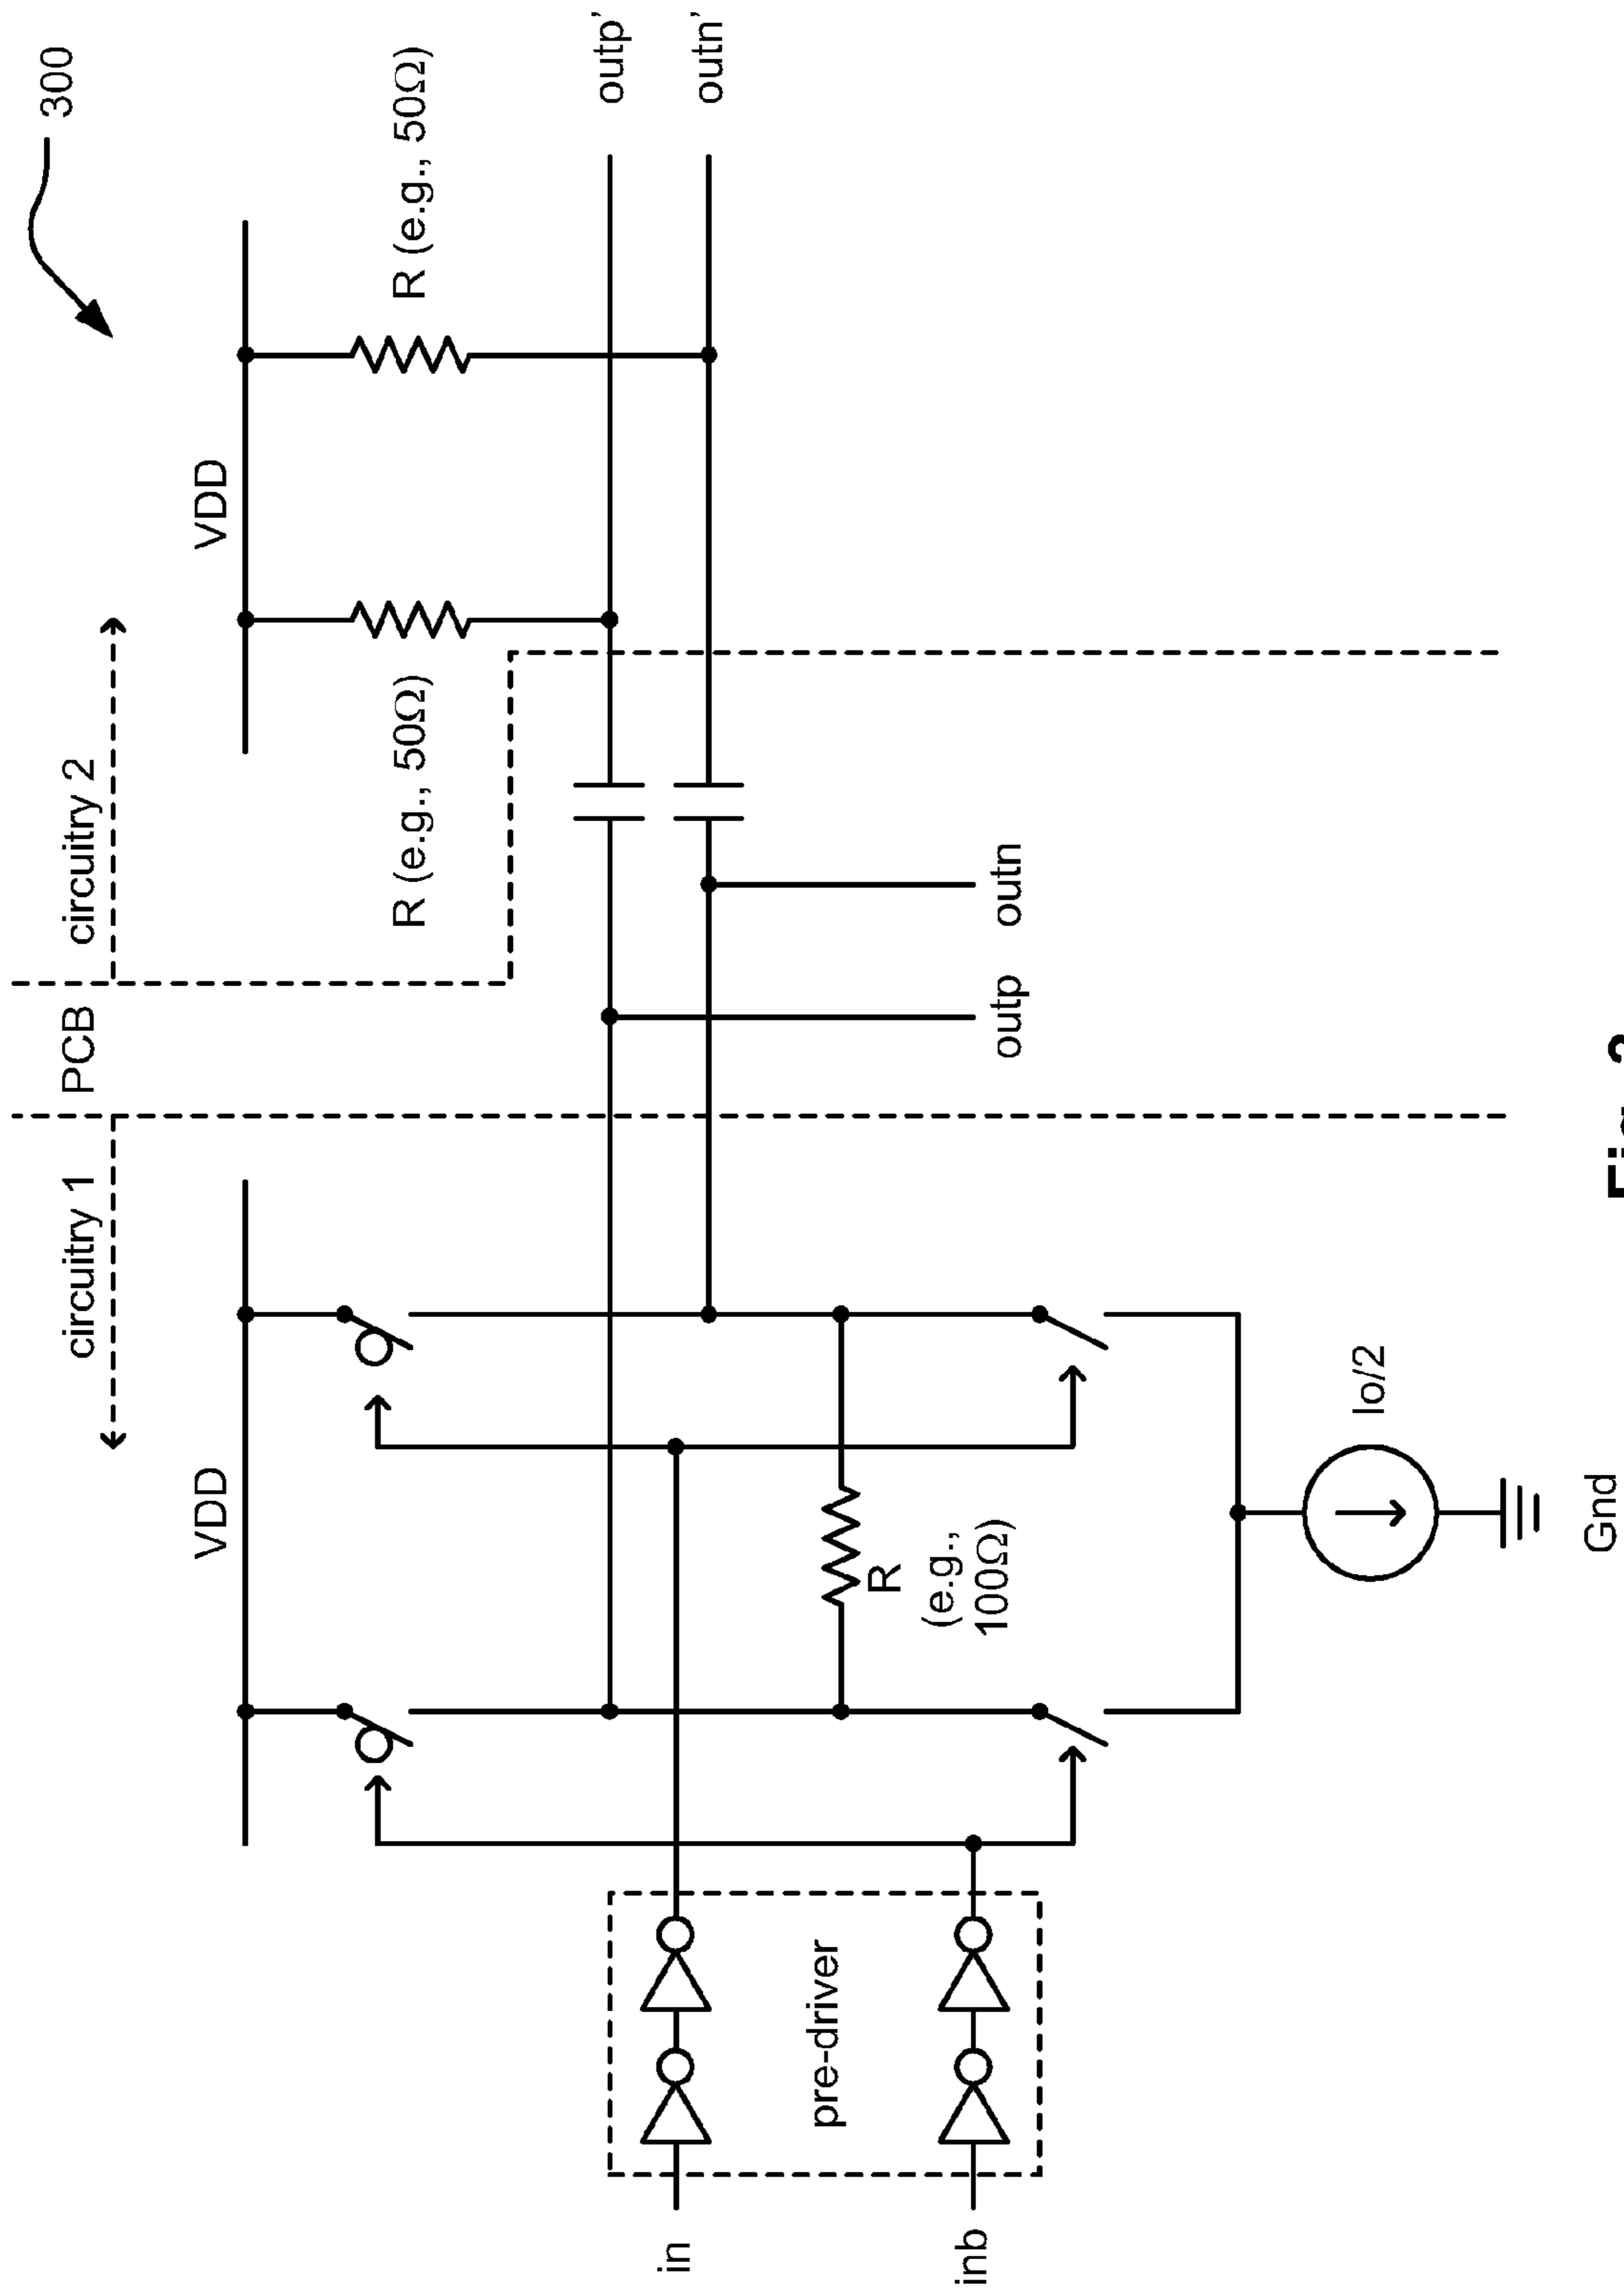 300
circuitry 1
PCB
circuitry 2
VDD
VDD
R (e.g., 50Ω)
R (e.g., 50Ω)
outp'
outn'
in
inb
pre-driver
R
(e.g.,
100Ω)
outp
outn
Io/2
Gnd